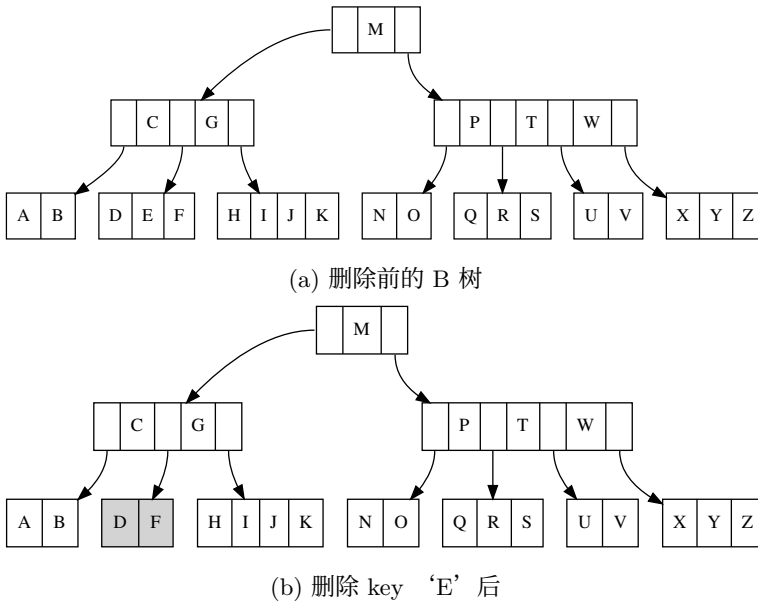 M
C G P T W
A B D E F H I J K N O Q R S U V X Y Z
(a) 删除前的 B 树
M
C G P T W
A B D F H I J K N O Q R S U V X Y Z
(b) 删除 key ‘E’ 后